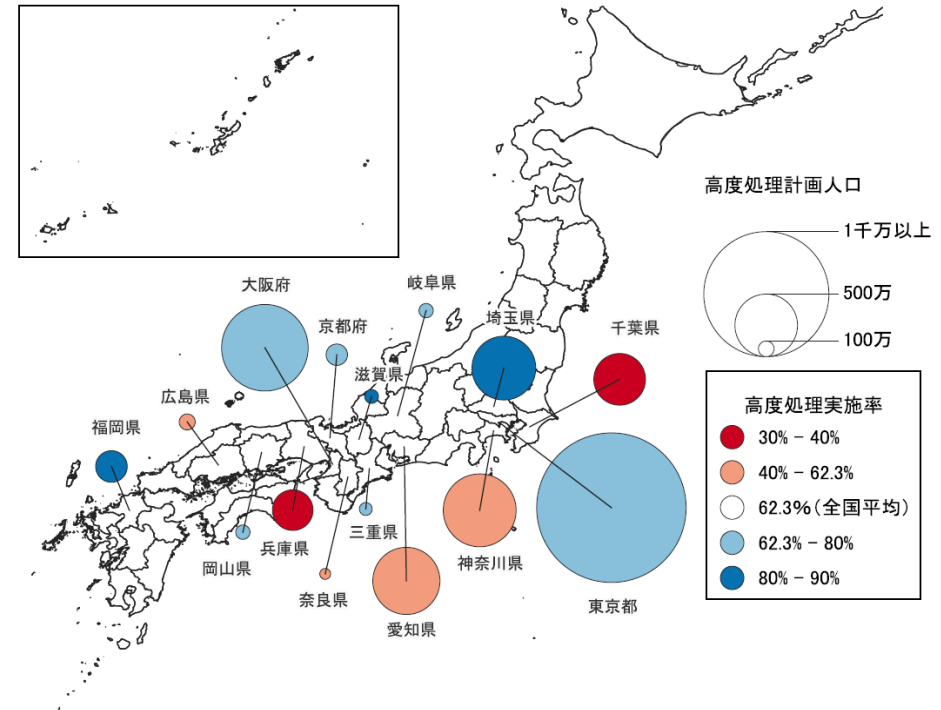 高度処理計画人口
1千万以上
500万
100万
大阪府
岐阜県
京都府
埼玉県
千葉県
滋賀県
広島県
福岡県
高度処理実施率
30% − 40%
40% − 62.3%
62.3%(全国平均)
62.3% − 80%
80% − 90%
三重県
兵庫県
神奈川県
岡山県
奈良県
東京都
愛知県